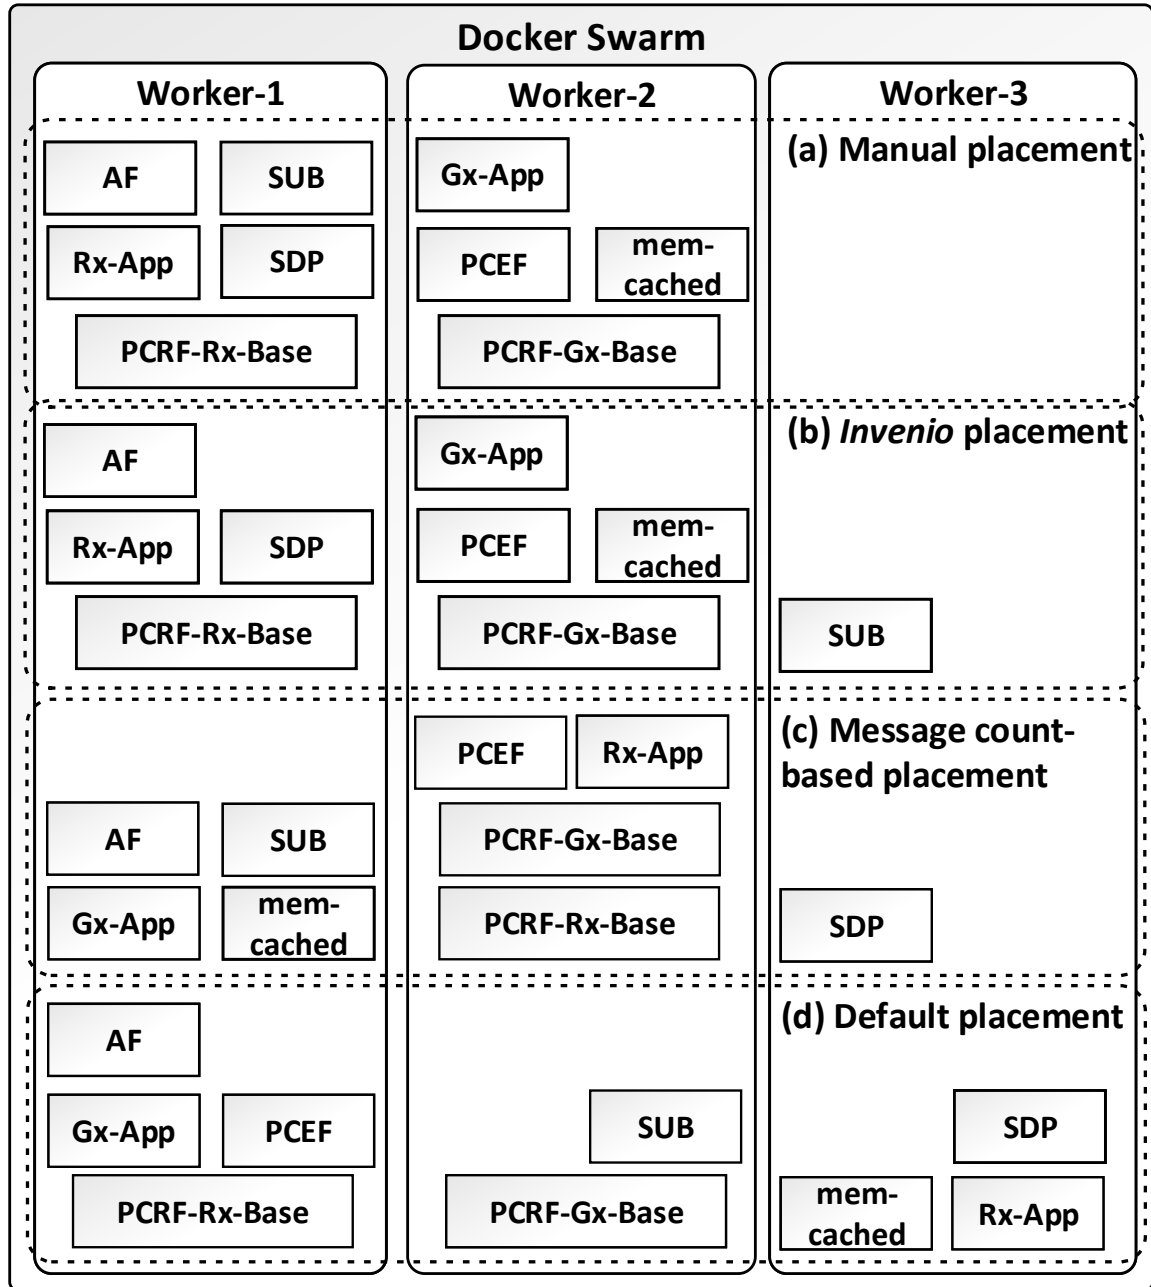 Docker Swarm
Worker-1
Worker-2
Worker-3
(a) Manual placement
AF
SUB
Rx-App
SDP
PCRF-Rx-Base
Gx-App
PCEF
mem-
cached
PCRF-Gx-Base
(b) Invenio placement
AF
Rx-App
SDP
PCRF-Rx-Base
Gx-App
PCEF
mem-
cached
PCRF-Gx-Base
SUB
(c) Message count-
based placement
AF
SUB
Gx-App
mem-
cached
PCEF
Rx-App
PCRF-Gx-Base
PCRF-Rx-Base
SDP
(d) Default placement
AF
Gx-App
PCEF
PCRF-Rx-Base
SUB
PCRF-Gx-Base
SDP
mem-
cached
Rx-App